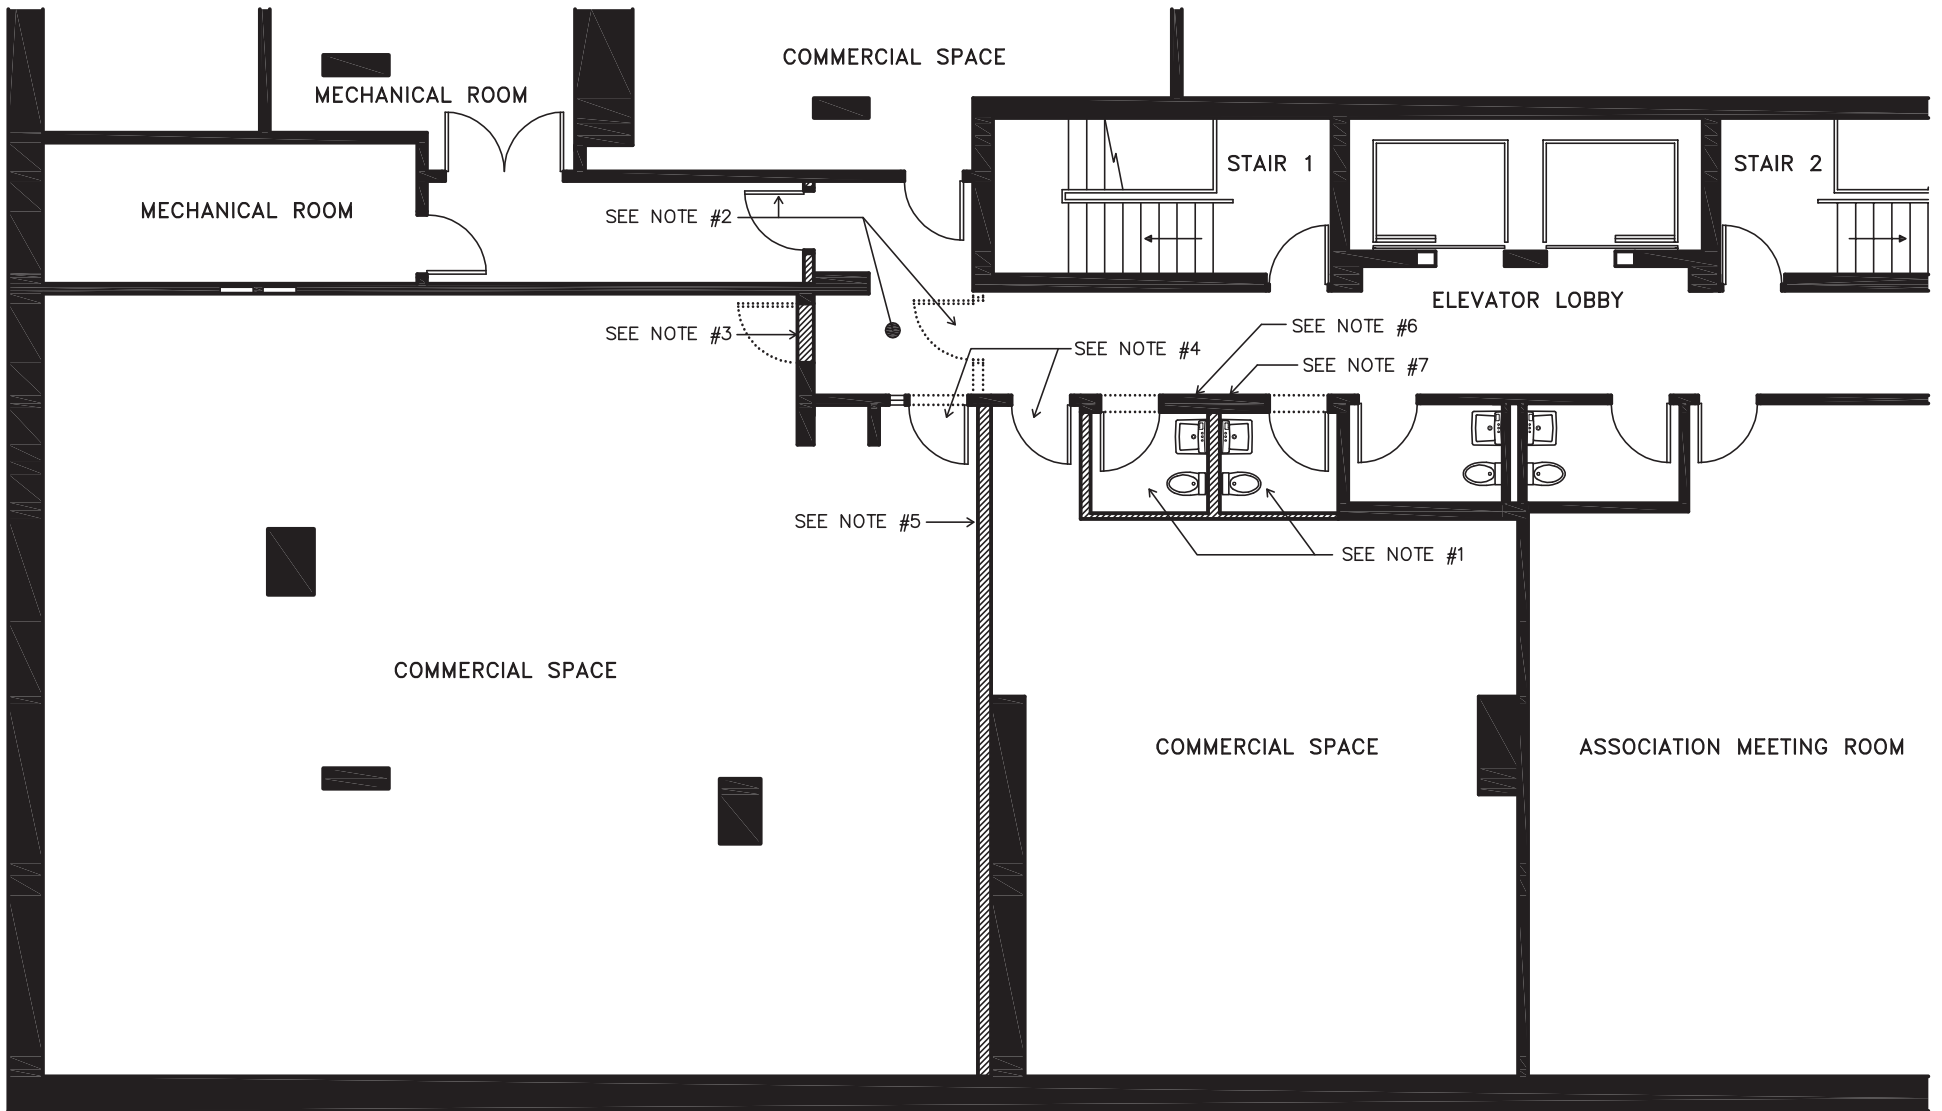 COMMERCIAL SPACE
MECHANICAL ROOM
STAIR 1
STAIR 2
MECHANICAL ROOM
SEE NOTE #2
ELEVATOR LOBBY
SEE NOTE #6
SEE NOTE #3
SEE NOTE #4
SEE NOTE #7
SEE NOTE #5
SEE NOTE #1
COMMERCIAL SPACE
COMMERCIAL SPACE
ASSOCIATION MEETING ROOM